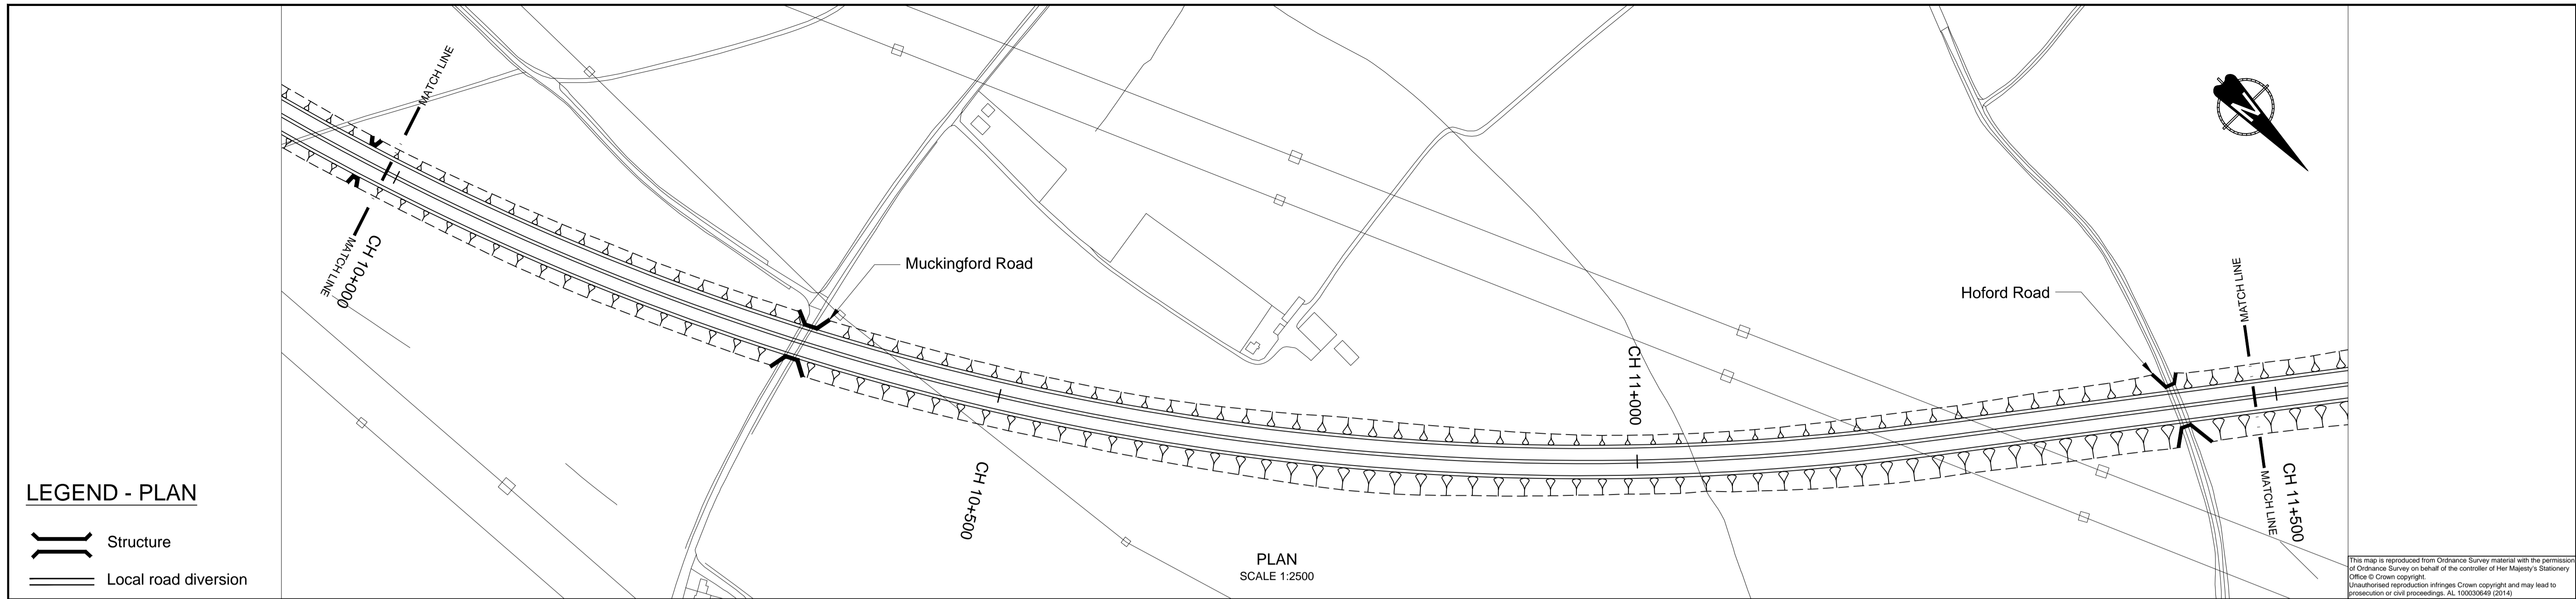 MATCH LINE
MATCH LINE
CH 10+000
Muckingford Road
CH 10+500
CH 11+000
Hoford Road
MATCH LINE
MATCH LINE
CH 11+500
N
LEGEND - PLAN
Structure
Local road diversion
PLAN
SCALE 1:2500
This map is reproduced from Ordnance Survey material with the permission
of Ordnance Survey on behalf of the controller of Her Majesty's Stationery
Office © Crown copyright.
Unauthorised reproduction infringes Crown copyright and may lead to
prosecution or civil proceedings. AL 100030649 (2014)